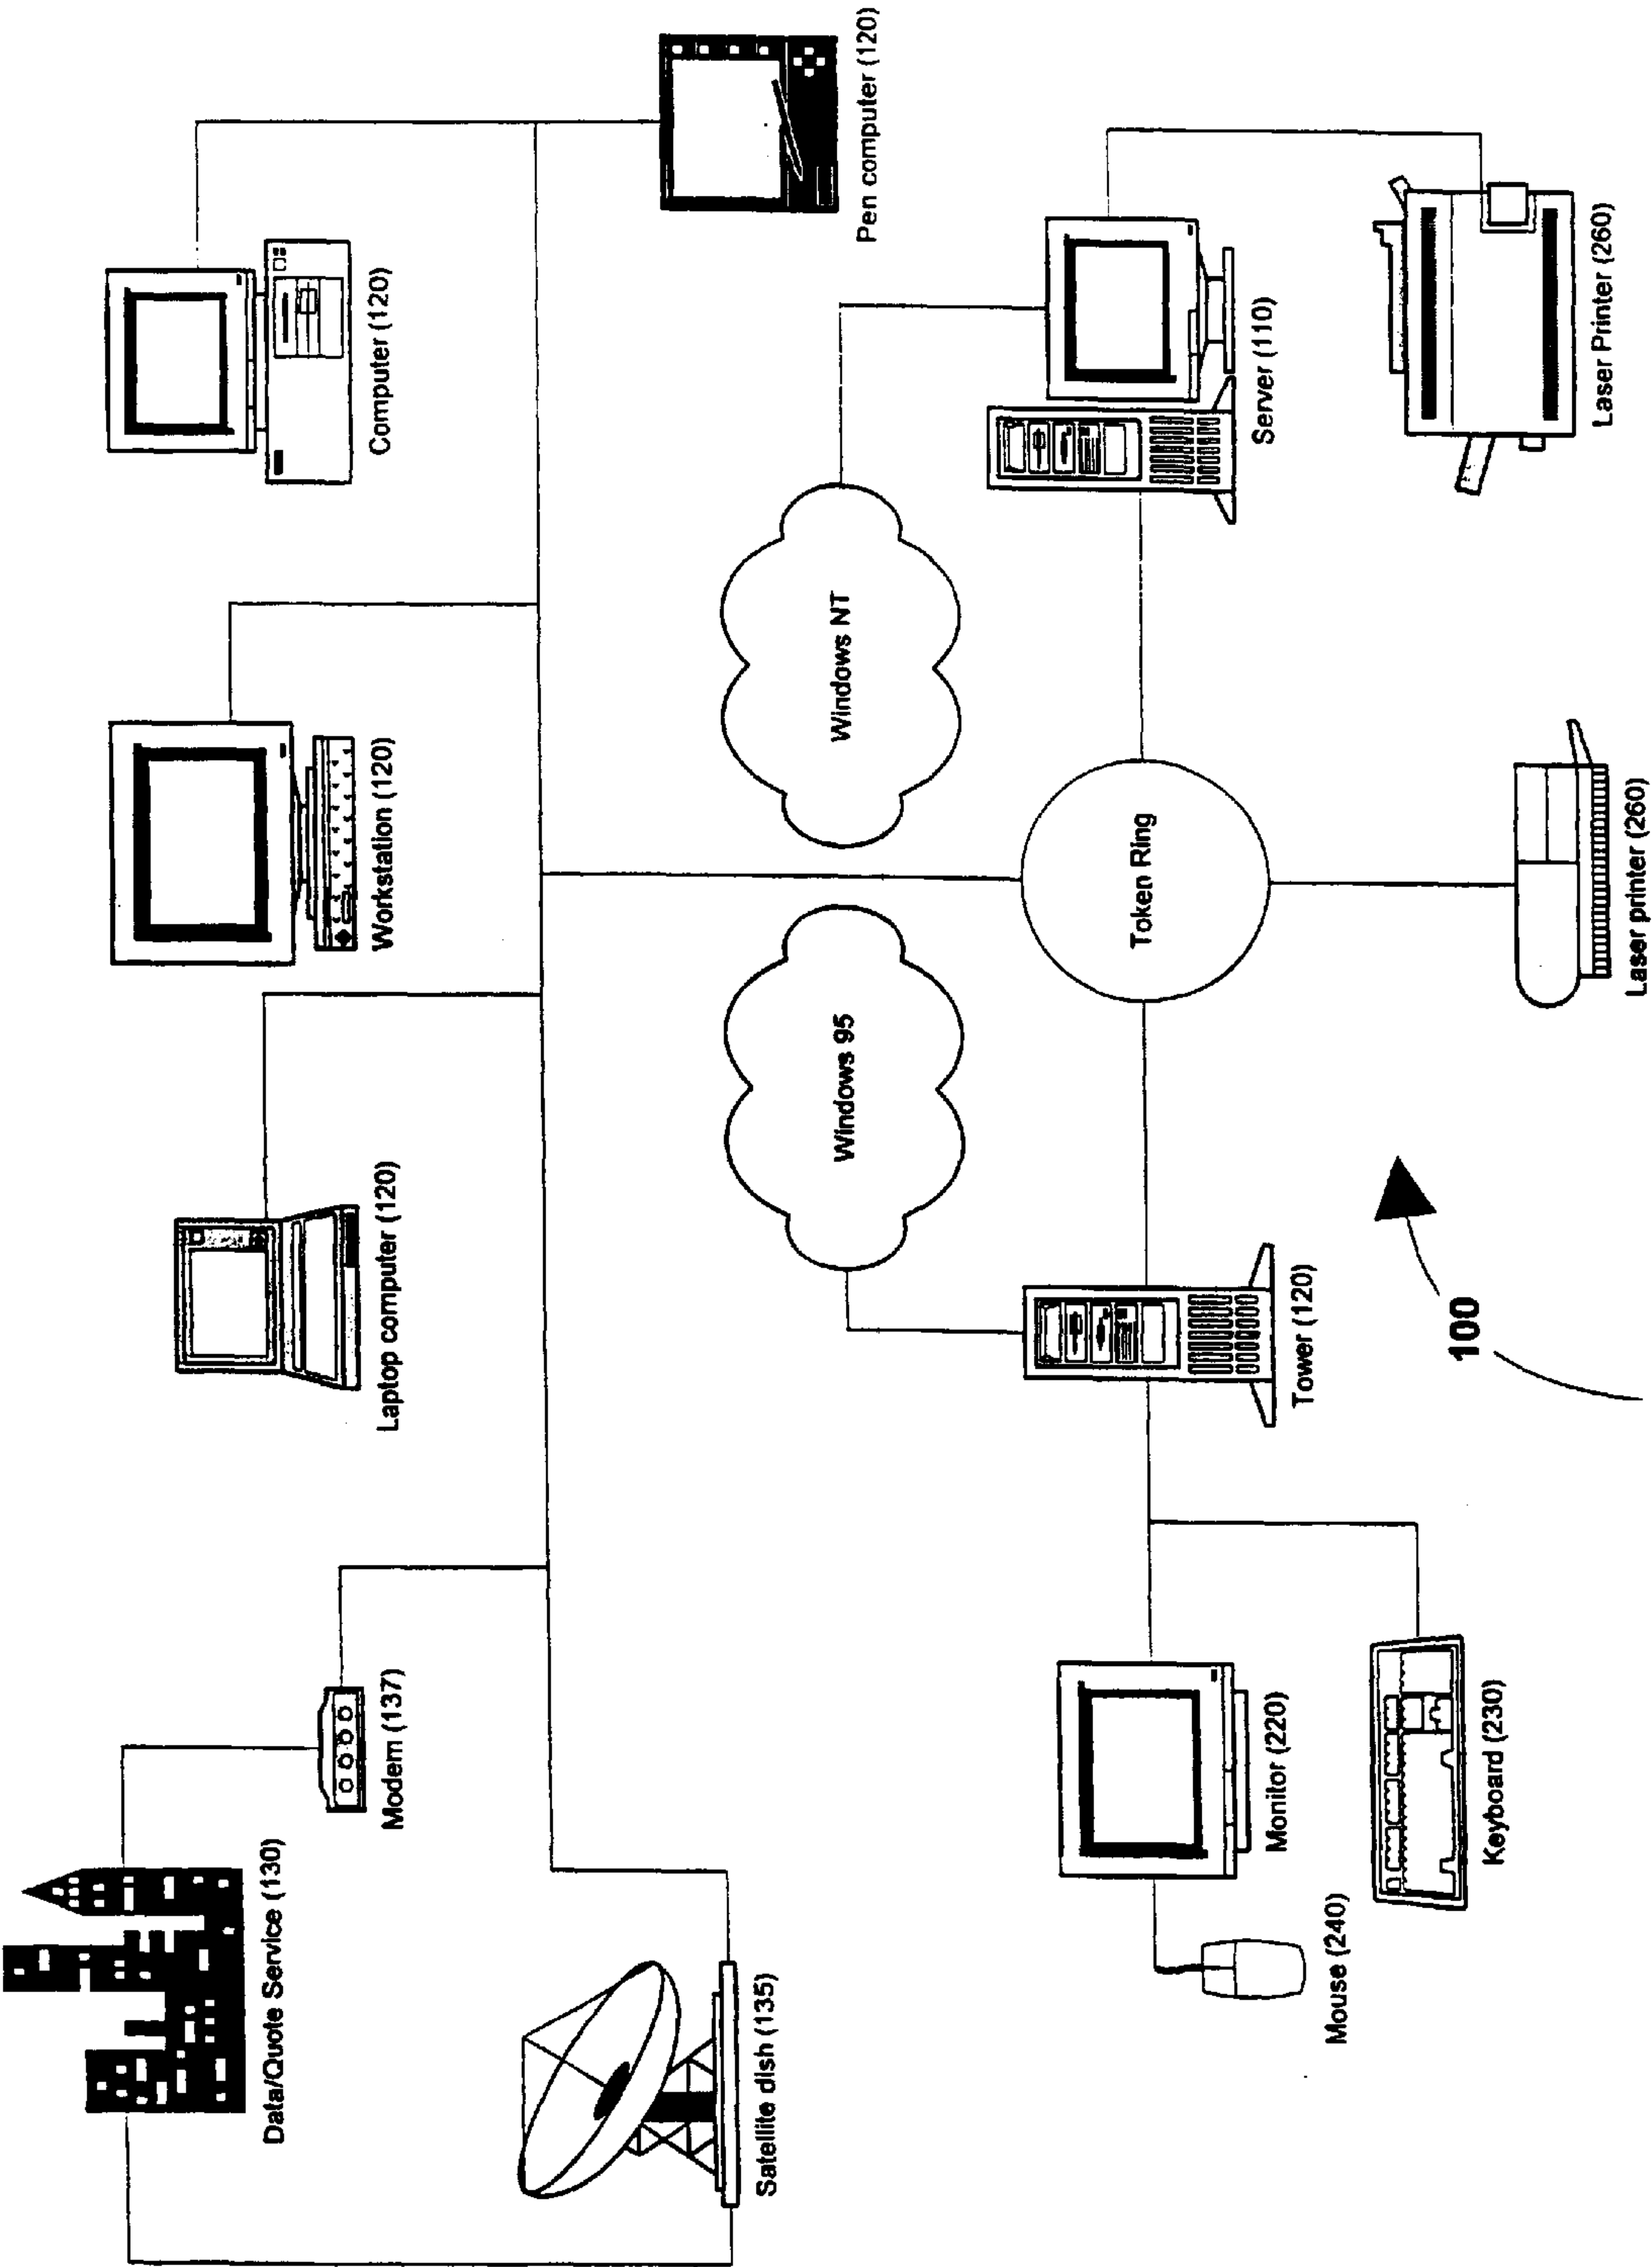 Data/Quote Service (130)
Modem (137)
Laptop computer (120)
Workstation (120)
Computer (120)
Satellite dish (135)
Pen computer (120)
Windows 95
Windows NT
Token Ring
Tower (120)
Server (110)
Monitor (220)
Mouse (240)
Keyboard (230)
100
Laser printer (260)
Laser Printer (260)